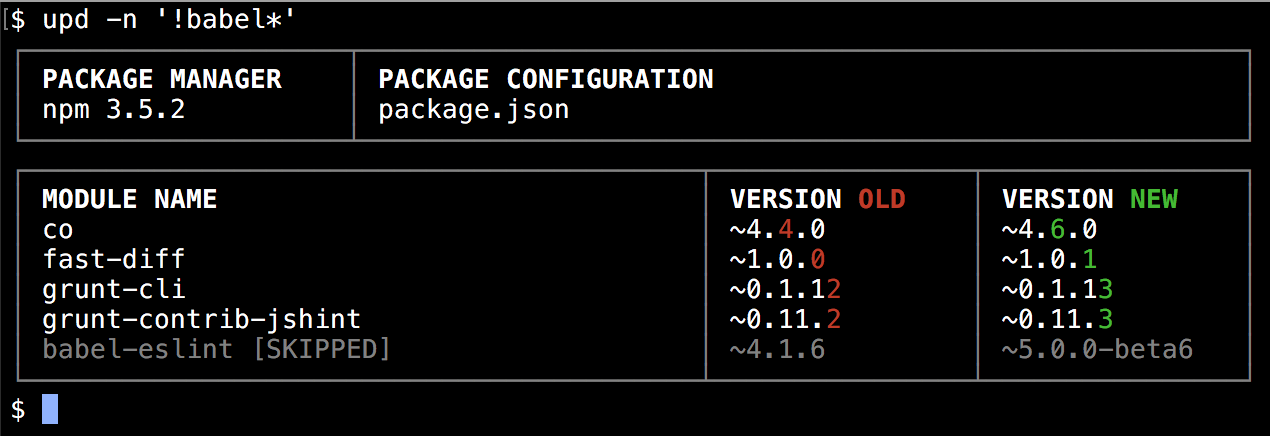 $ upd -n '!babel*'
PACKAGE MANAGER PACKAGE CONFIGURATION
npm 3.5.2 package.json
MODULE NAME VERSION OLD VERSION NEW
co ~4.4.0 ~4.6.0
fast-diff ~1.0.0 ~1.0.1
grunt-cli ~0.1.12 ~0.1.13
grunt-contrib-jshint ~0.11.2 ~0.11.3
babel-eslint [SKIPPED] ~4.1.6 ~5.0.0-beta6
$